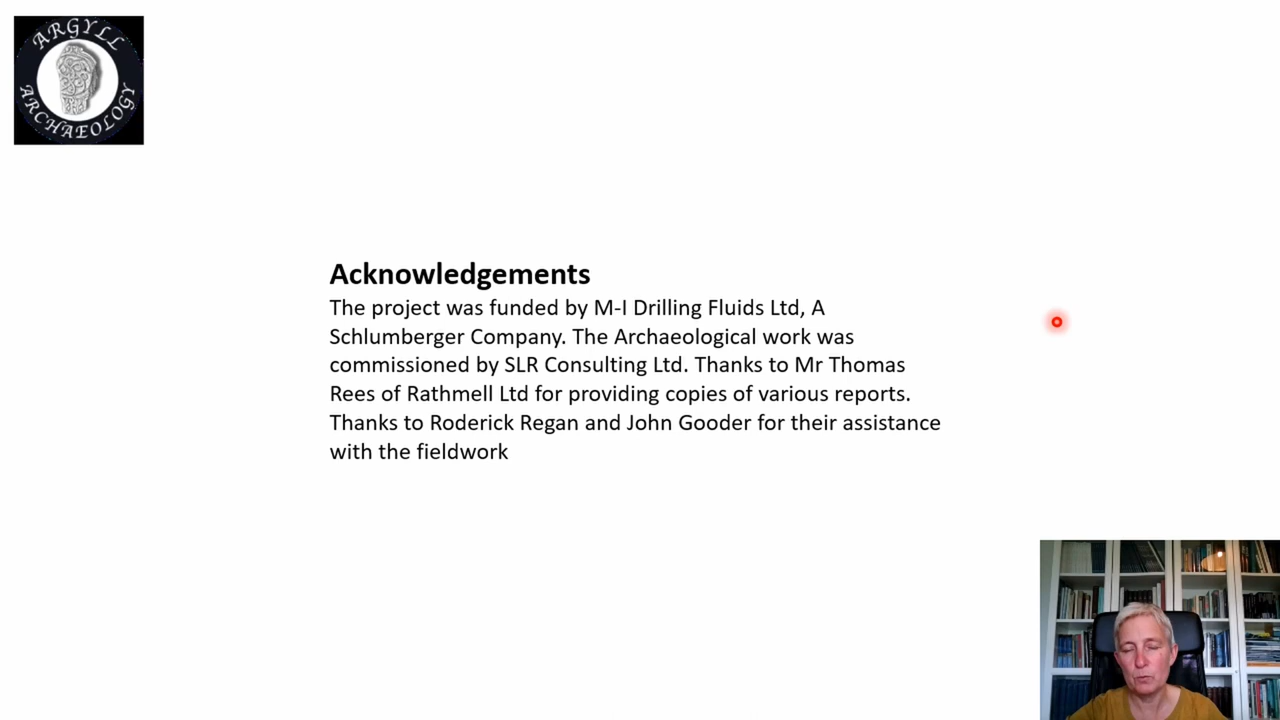 ARGYLL
ARCHAEOLOGY
Acknowledgements
The project was funded by M-I Drilling Fluids Ltd, A
Schlumberger Company. The Archaeological work was
commissioned by SLR Consulting Ltd. Thanks to Mr Thomas
Rees of Rathmell Ltd for providing copies of various reports.
Thanks to Roderick Regan and John Gooder for their assistance
with the fieldwork